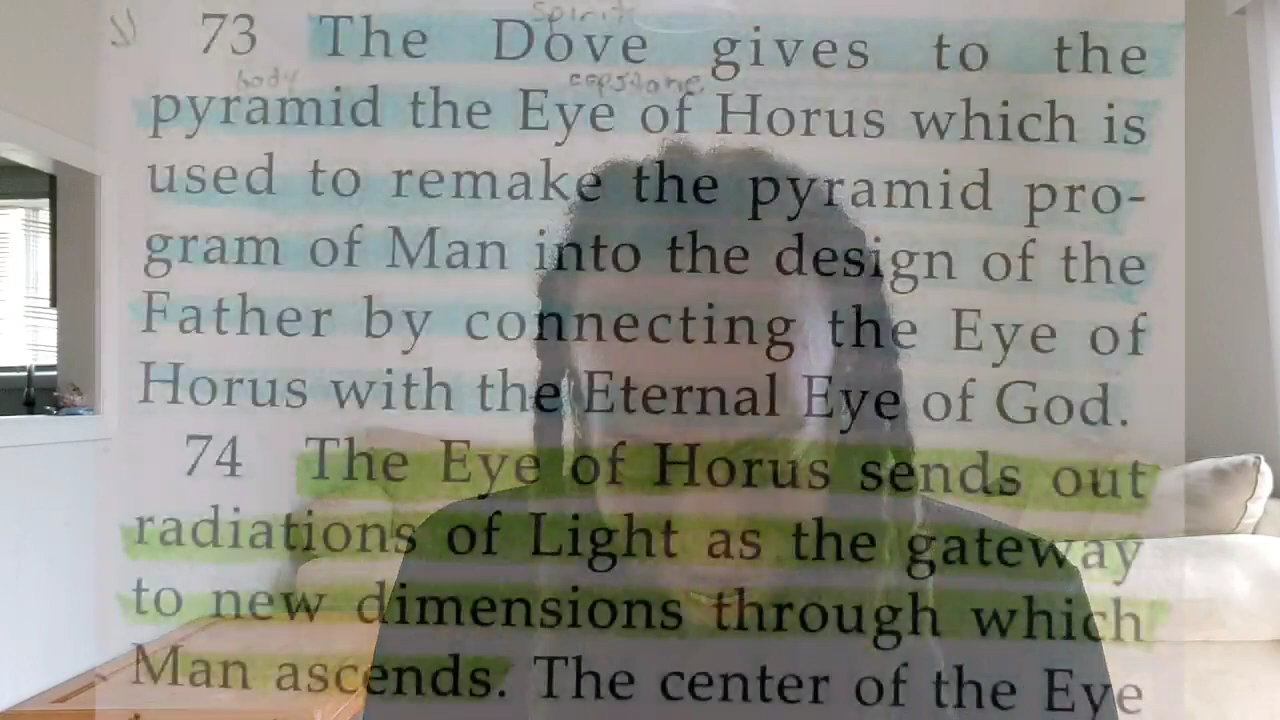 spirit
73 The Dove gives to the
body capstone
pyramid the Eye of Horus which is
used to remake the pyramid pro-
gram of Man into the design of the
Father by connecting the Eye of
Horus with the Eternal Eye of God.
74 The Eye of Horus sends out
radiations of Light as the gateway
to new dimensions through which
Man ascends. The center of the Eye